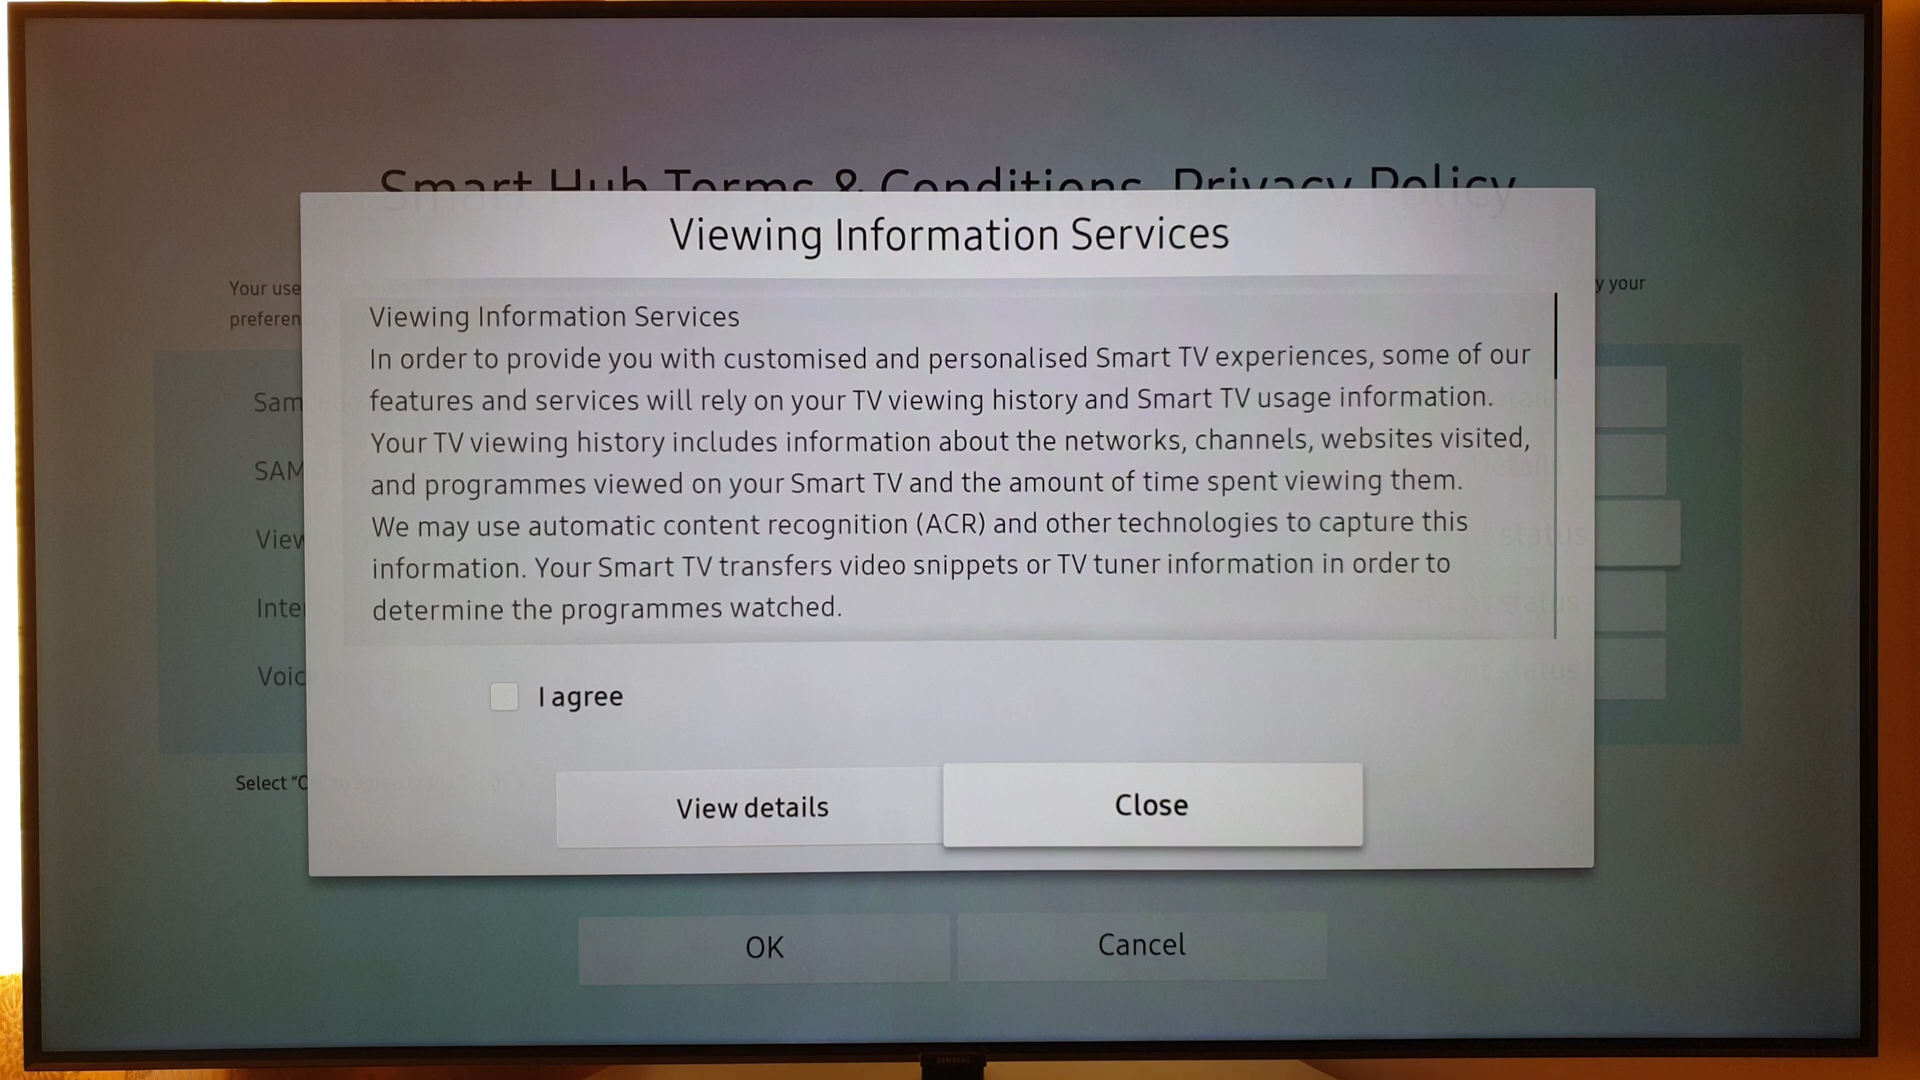 Smart Hub Terms & Conditions, Privacy Policy
Viewing Information Services
Your use
y your
preferen
Viewing Information Services
In order to provide you with customised and personalised Smart TV experiences, some of our
features and services will rely on your TV viewing history and Smart TV usage information.
Your TV viewing history includes information about the networks, channels, websites visited,
and programmes viewed on your Smart TV and the amount of time spent viewing them.
We may use automatic content recognition (ACR) and other technologies to capture this
information. Your Smart TV transfers video snippets or TV tuner information in order to
determine the programmes watched.
Sam
SAM
View
Inte
Voic
I agree
Select "O
View details
Close
OK
Cancel
SAMSUNG